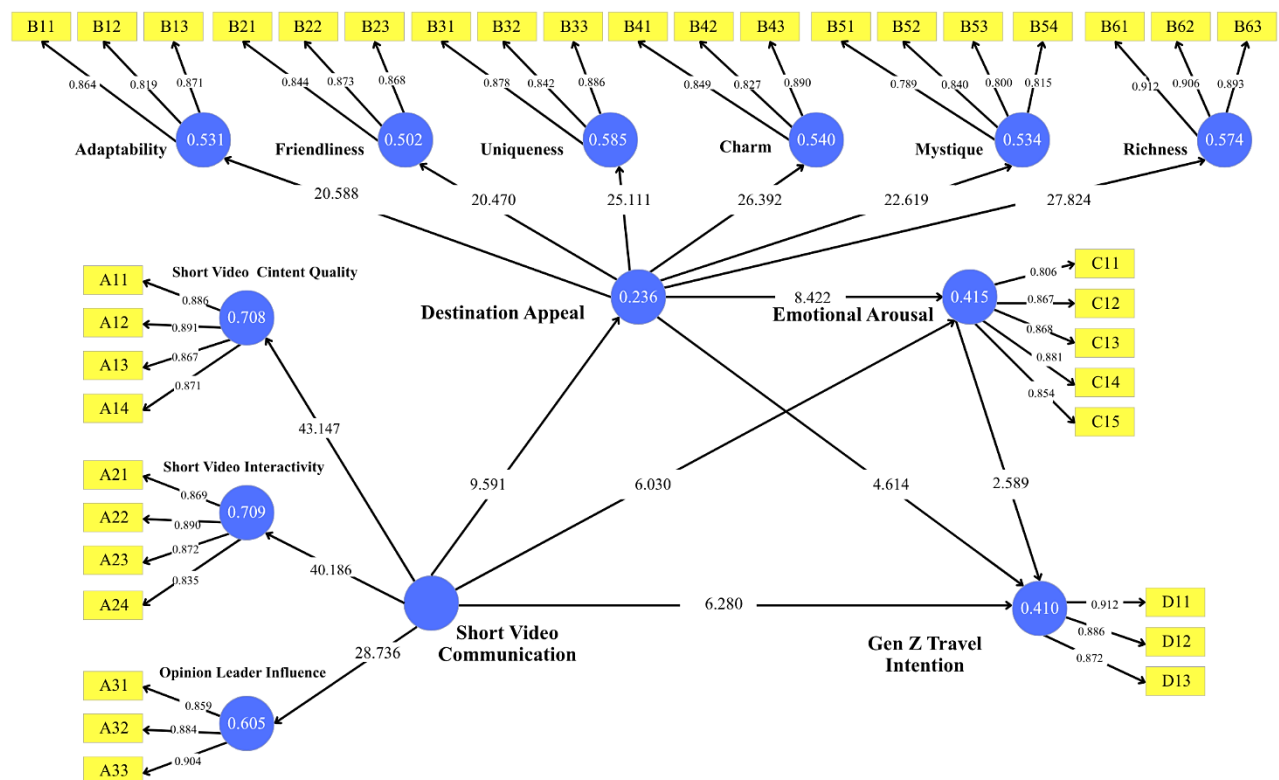 B11 B12 B13 B21 B22 B23 B31 B32 B33 B41 B42 B43 B51 B52 B53 B54 B61 B62 B63
0.864 0.819 0.871 0.844 0.873 0.868 0.878 0.842 0.886 0.849 0.827 0.890 0.789 0.840 0.800 0.815 0.912 0.906 0.893
Adaptability 0.531 Friendliness 0.502 Uniqueness 0.585 Charm 0.540 Mystique 0.534 Richness 0.574
20.588 20.470 25.111 26.392 22.619 27.824
Short Video Cintent Quality
A11 0.886
A12 0.891
A13 0.867
A14 0.871
0.708
Destination Appeal
0.236
8.422
Emotional Arousal
0.415
0.806 C11
0.867 C12
0.868 C13
0.881 C14
0.854 C15
43.147
Short Video Interactivity
A21 0.869
A22 0.890
A23 0.872
A24 0.835
0.709
9.591
6.030
4.614
2.589
40.186
6.280
Short Video
Communication
0.410
Gen Z Travel
Intention
0.912 D11
0.886 D12
0.872 D13
28.736
Opinion Leader Influence
A31 0.859
A32 0.884
A33 0.904
0.605